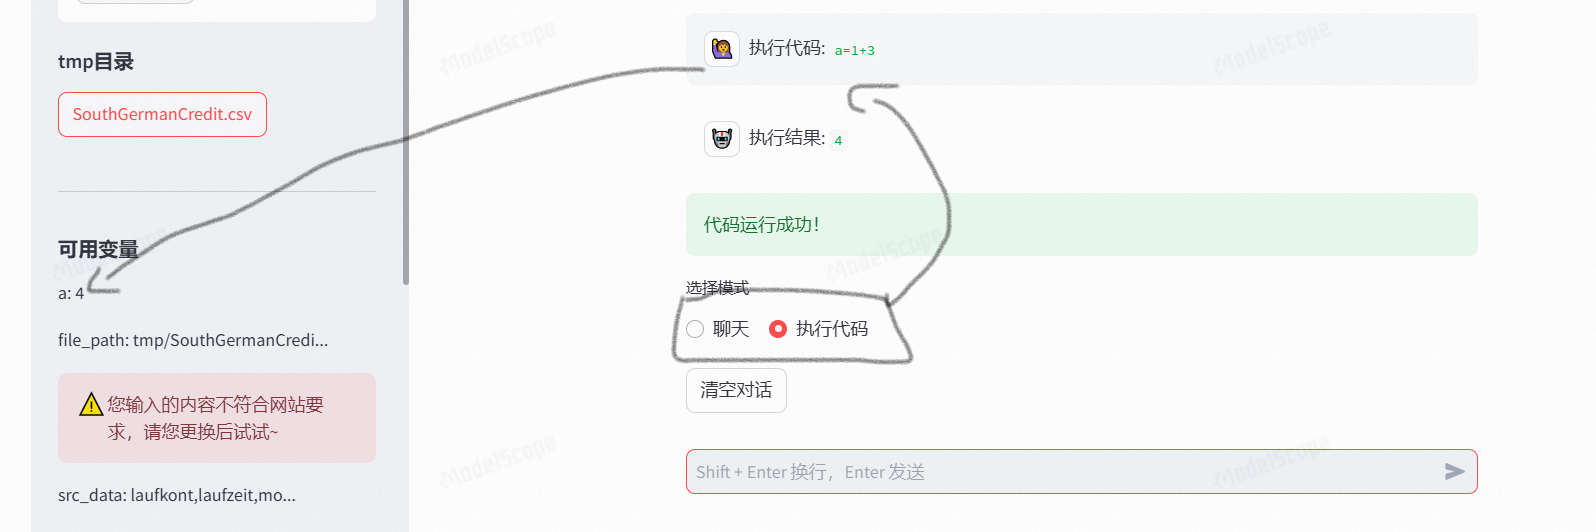 tmp目录
SouthGermanCredit.csv
可用变量
a: 4
file_path: tmp/SouthGermanCredi...
您输入的内容不符合网站要
求，请您更换后试试~
src_data: laufkont,laufzeit,mo...
执行代码: a=1+3
执行结果: 4
代码运行成功!
选择模式
聊天 执行代码
清空对话
Shift + Enter 换行，Enter 发送
ModelScope
ModelScope
ModelScope
ModelScope
ModelScope